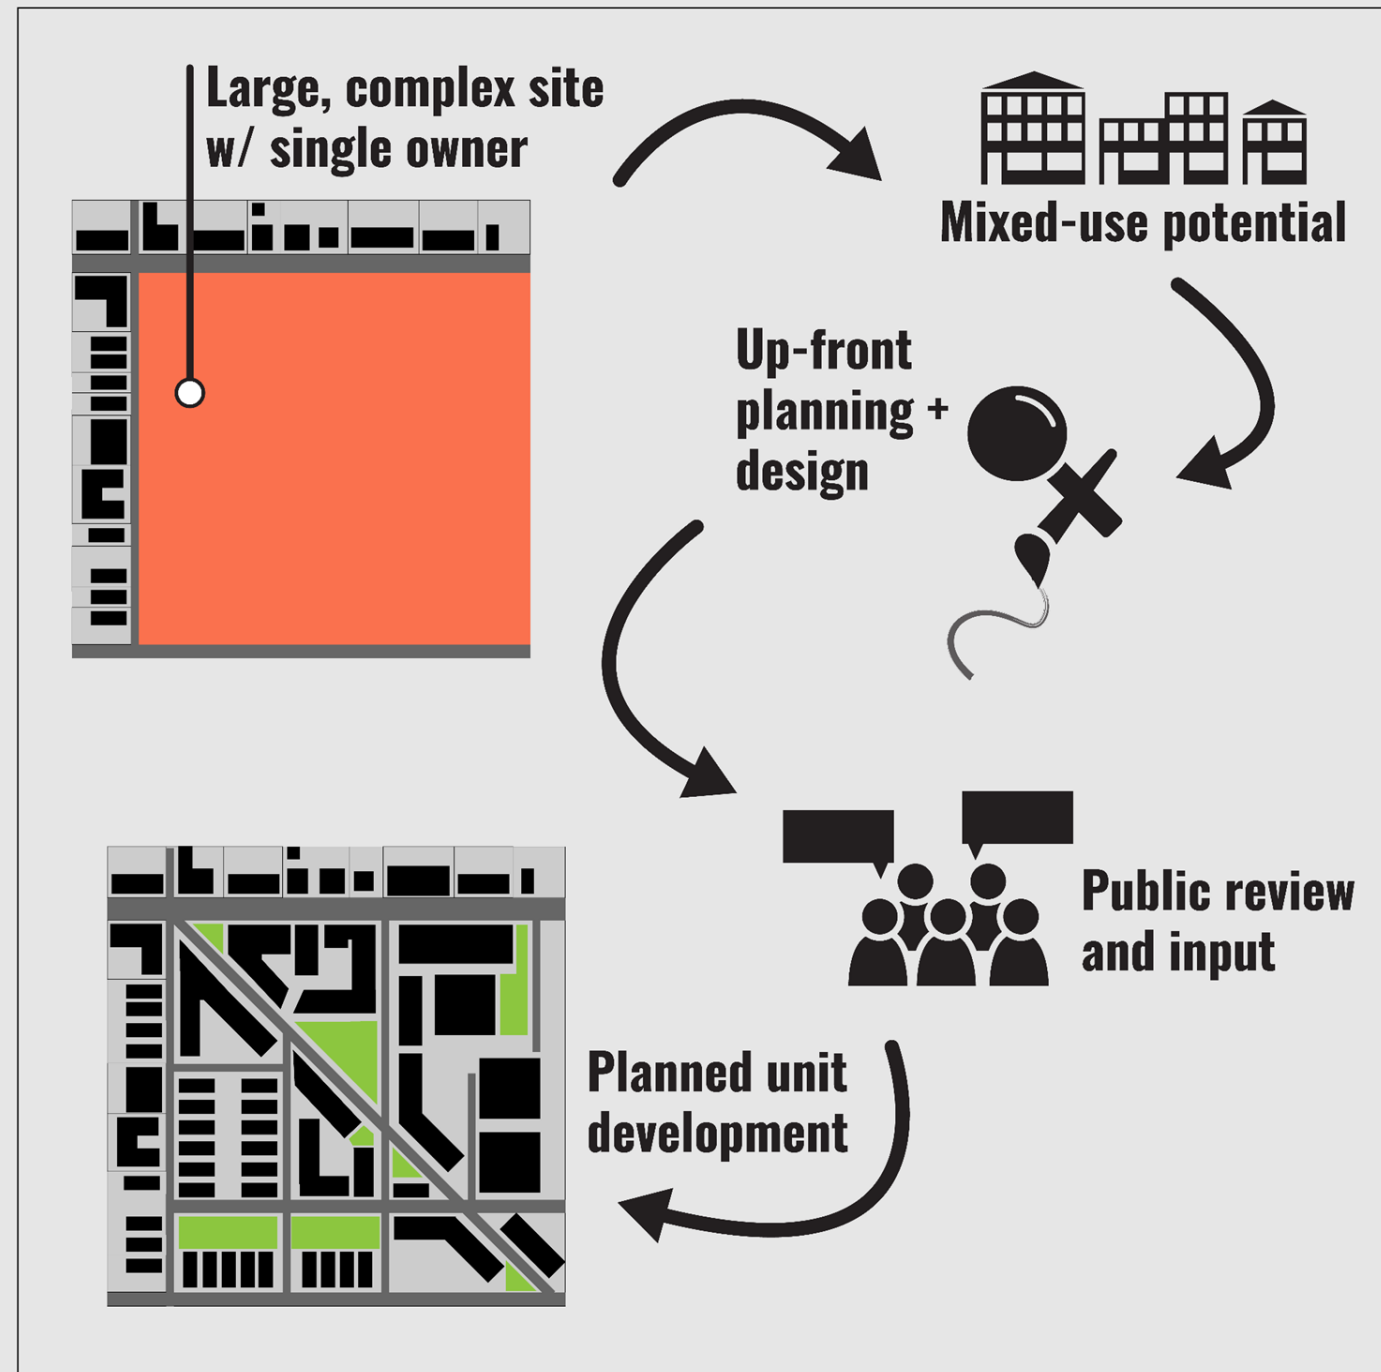 Large, complex site
w/ single owner
Mixed-use potential
Up-front
planning +
design
Public review
and input
Planned unit
development